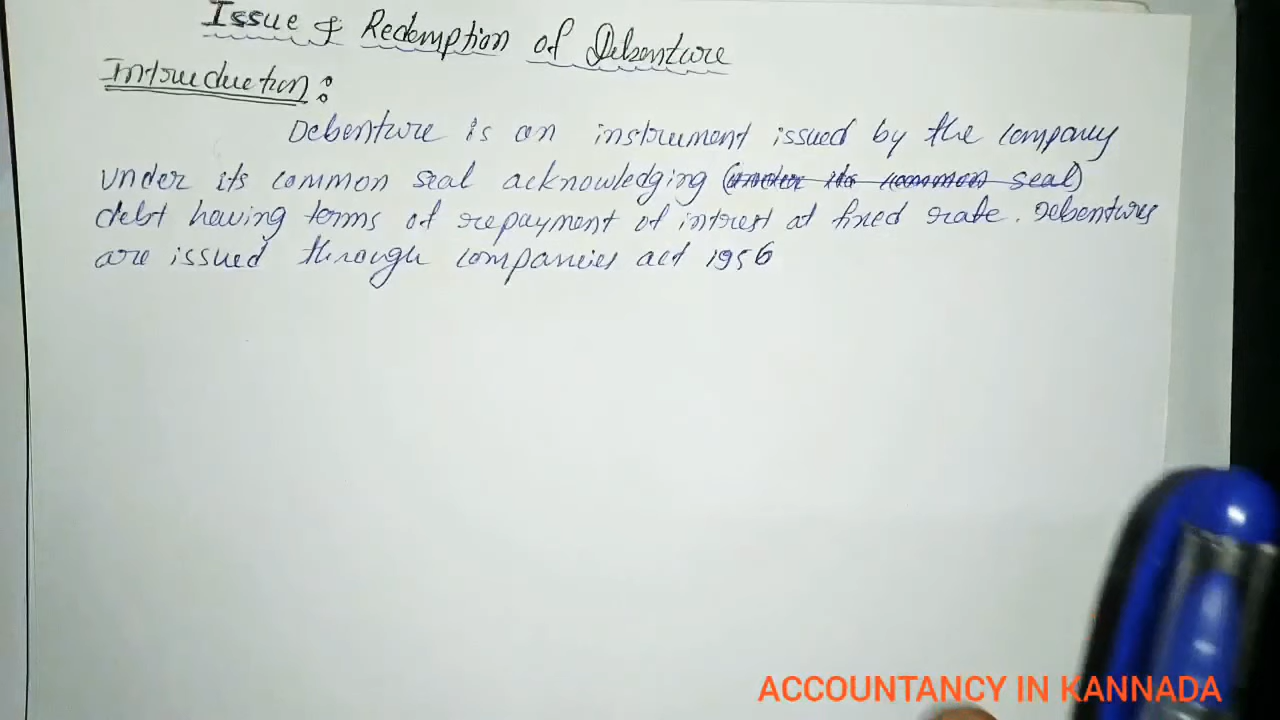 Issue & Redemption of Debenture
Introduction :
Debenture is an instrument issued by the company
under its common seal acknowledging (under its common seal)
debt having terms of repayment of intrest at fixed rate. Debentures
are issued through companies act 1956
ACCOUNTANCY IN KANNADA